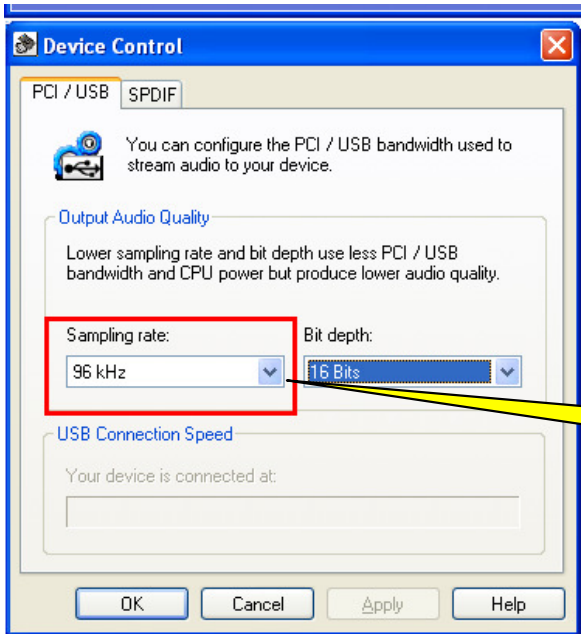 Device Control
PCI / USB
SPDIF
You can configure the PCI / USB bandwidth used to
stream audio to your device.
Output Audio Quality
Lower sampling rate and bit depth use less PCI / USB
bandwidth and CPU power but produce lower audio quality.
Sampling rate:
Bit depth:
96 kHz
16 Bits
USB Connection Speed
Your device is connected at:
OK
Cancel
Apply
Help